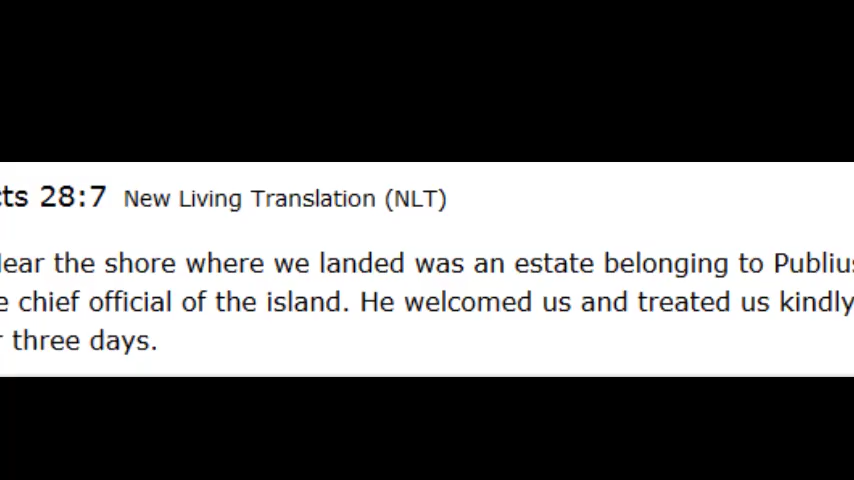 cts 28:7 New Living Translation (NLT)
Near the shore where we landed was an estate belonging to Publius
e chief official of the island. He welcomed us and treated us kindly
r three days.